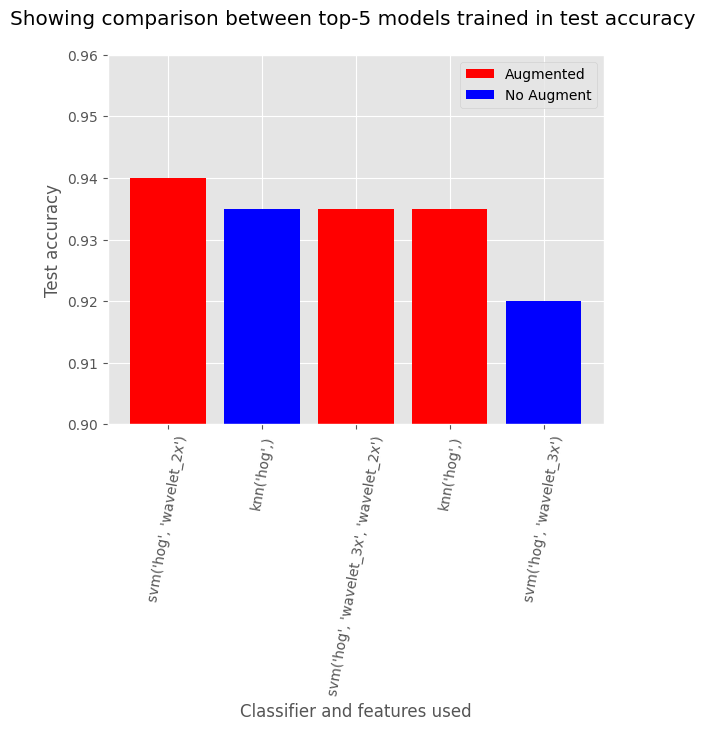 Showing comparison between top-5 models trained in test accuracy
Augmented
No Augment
Test accuracy
0.96
0.95
0.94
0.93
0.92
0.91
0.90
svm('hog', 'wavelet_2x')
knn('hog',)
svm('hog', 'wavelet_3x', 'wavelet_2x')
knn('hog',)
svm('hog', 'wavelet_3x')
Classifier and features used